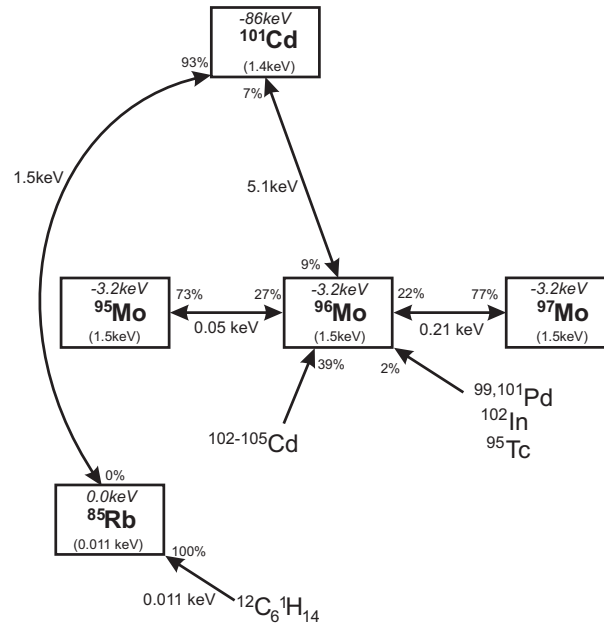 -86keV
¹⁰¹Cd
(1.4keV)
93%
7%
1.5keV
5.1keV
9%
-3.2keV
⁹⁵Mo
(1.5keV)
73%
27%
0.05 keV
-3.2keV
⁹⁶Mo
(1.5keV)
22%
77%
0.21 keV
-3.2keV
⁹⁷Mo
(1.5keV)
39%
2%
¹⁰²⁻¹⁰⁵Cd
⁹⁹,¹⁰¹Pd
¹⁰²In
⁹⁵Tc
0%
0.0keV
⁸⁵Rb
(0.011 keV)
100%
0.011 keV
¹²C₆¹H₁₄